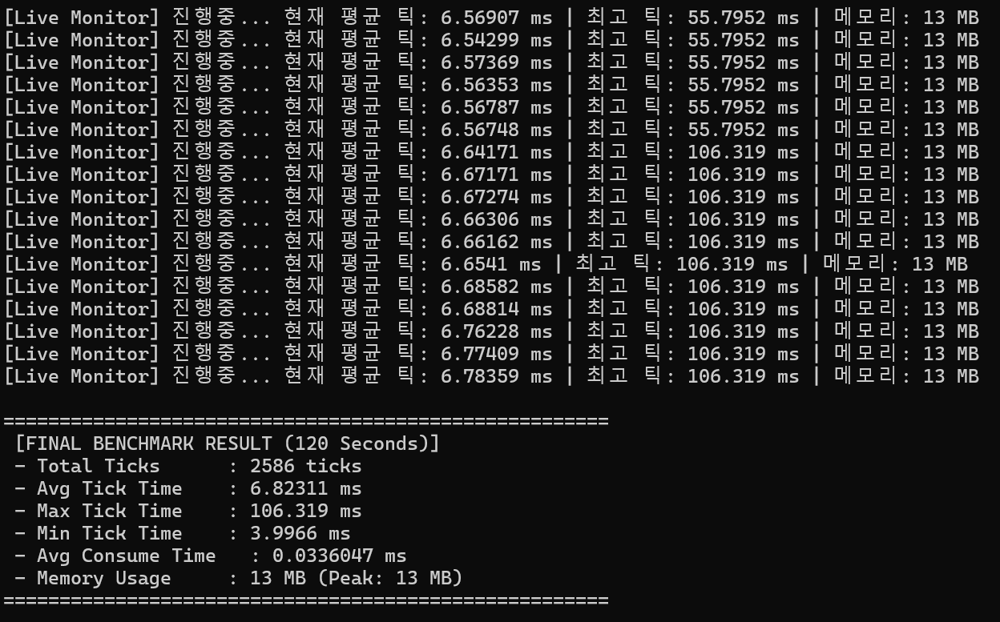 [Live Monitor] 진행중... 현재 평균 틱: 6.56907 ms | 최고 틱: 55.7952 ms | 메모리: 13 MB
[Live Monitor] 진행중... 현재 평균 틱: 6.54299 ms | 최고 틱: 55.7952 ms | 메모리: 13 MB
[Live Monitor] 진행중... 현재 평균 틱: 6.57369 ms | 최고 틱: 55.7952 ms | 메모리: 13 MB
[Live Monitor] 진행중... 현재 평균 틱: 6.56353 ms | 최고 틱: 55.7952 ms | 메모리: 13 MB
[Live Monitor] 진행중... 현재 평균 틱: 6.56787 ms | 최고 틱: 55.7952 ms | 메모리: 13 MB
[Live Monitor] 진행중... 현재 평균 틱: 6.56748 ms | 최고 틱: 55.7952 ms | 메모리: 13 MB
[Live Monitor] 진행중... 현재 평균 틱: 6.64171 ms | 최고 틱: 106.319 ms | 메모리: 13 MB
[Live Monitor] 진행중... 현재 평균 틱: 6.67171 ms | 최고 틱: 106.319 ms | 메모리: 13 MB
[Live Monitor] 진행중... 현재 평균 틱: 6.67274 ms | 최고 틱: 106.319 ms | 메모리: 13 MB
[Live Monitor] 진행중... 현재 평균 틱: 6.66306 ms | 최고 틱: 106.319 ms | 메모리: 13 MB
[Live Monitor] 진행중... 현재 평균 틱: 6.66162 ms | 최고 틱: 106.319 ms | 메모리: 13 MB
[Live Monitor] 진행중... 현재 평균 틱: 6.6541 ms | 최고 틱: 106.319 ms | 메모리: 13 MB
[Live Monitor] 진행중... 현재 평균 틱: 6.68582 ms | 최고 틱: 106.319 ms | 메모리: 13 MB
[Live Monitor] 진행중... 현재 평균 틱: 6.68814 ms | 최고 틱: 106.319 ms | 메모리: 13 MB
[Live Monitor] 진행중... 현재 평균 틱: 6.76228 ms | 최고 틱: 106.319 ms | 메모리: 13 MB
[Live Monitor] 진행중... 현재 평균 틱: 6.77409 ms | 최고 틱: 106.319 ms | 메모리: 13 MB
[Live Monitor] 진행중... 현재 평균 틱: 6.78359 ms | 최고 틱: 106.319 ms | 메모리: 13 MB
======================================================
[FINAL BENCHMARK RESULT (120 Seconds)]
- Total Ticks      : 2586 ticks
- Avg Tick Time    : 6.82311 ms
- Max Tick Time    : 106.319 ms
- Min Tick Time    : 3.9966 ms
- Avg Consume Time   : 0.0336047 ms
- Memory Usage     : 13 MB (Peak: 13 MB)
======================================================